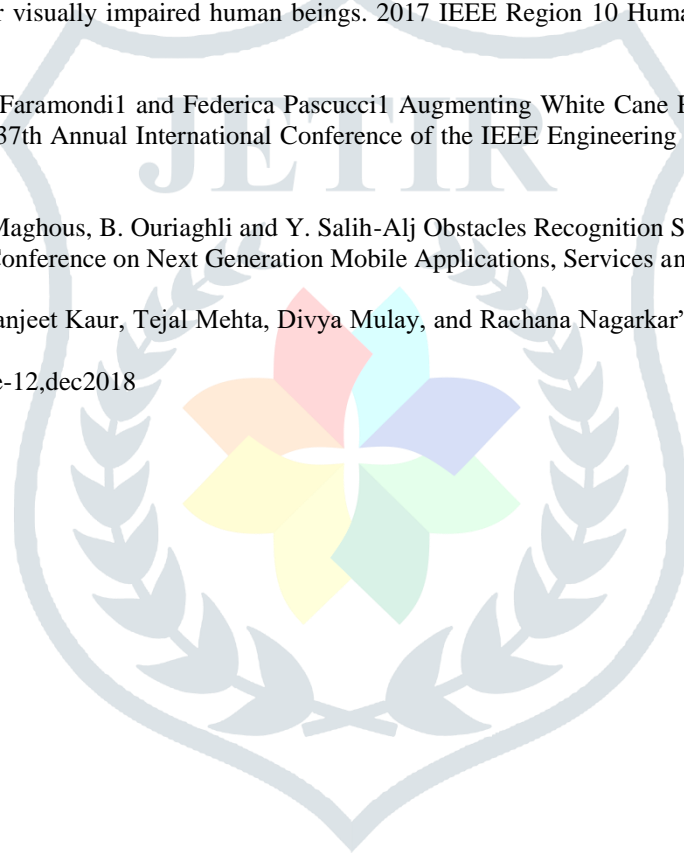 r visually impaired human beings. 2017 IEEE Region 10 Huma
Faramondi1 and Federica Pascucci1 Augmenting White Cane
37th Annual International Conference of the IEEE Engineering
JETIR
Maghous, B. Ouriaghli and Y. Salih-Alj Obstacles Recognition S
Conference on Next Generation Mobile Applications, Services an
anjeet Kaur, Tejal Mehta, Divya Mulay, and Rachana Nagarkar’
e-12,dec2018